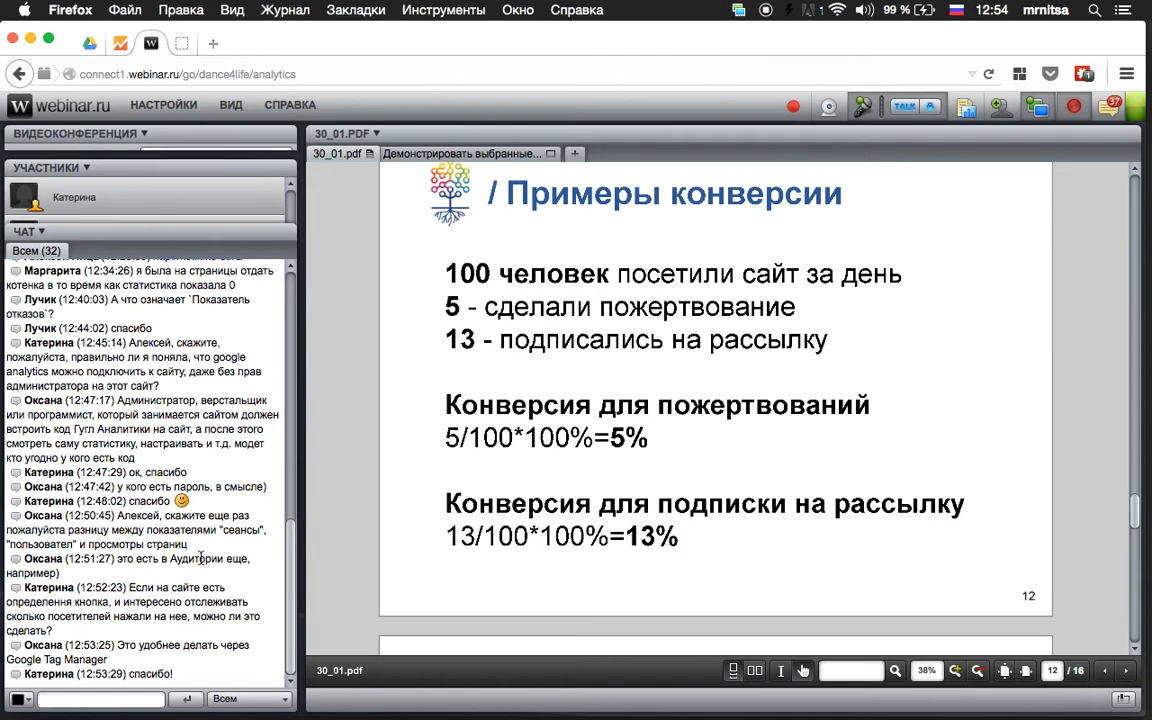 Firefox Файл Правка Вид Журнал Закладки Инструменты Окно Справка 1 99 % 12:54 mrnitsa
W
connect1.webinar.ru/go/dance4life/analytics 1
W webinar.ru НАСТРОЙКИ ВИД СПРАВКА TALK 37
ВИДЕОКОНФЕРЕНЦИЯ
УЧАСТНИКИ
Катерина
ЧАТ
Всем (32)
Маргарита (12:34:26) я была на страницы отдать
котенка в то время как статистика показала 0
Лучик (12:40:03) А что означает `Показатель
отказов`?
Лучик (12:44:02) спасибо
Катерина (12:45:14) Алексей, скажите,
пожалуйста, правильно ли я поняла, что google
analytics можно подключить к сайту, даже без прав
администратора на этот сайт?
Оксана (12:47:17) Администратор, верстальщик
или программист, который занимается сайтом должен
встроить код Гугл Аналитики на сайт, а после этого
смотреть саму статистику, настраивать и т.д. модет
кто угодно у кого есть код
Катерина (12:47:29) ок, спасибо
Оксана (12:47:42) у кого есть пароль, в смысле)
Катерина (12:48:02) спасибо
Оксана (12:50:45) Алексей, скажите еще раз
пожалуйста разницу между показателями "сеансы",
"пользовател" и просмотры страниц
Оксана (12:51:27) это есть в Аудитории еще,
например)
Катерина (12:52:23) Если на сайте есть
определення кнопка, и интересно отслеживать
сколько посетителей нажали на нее, можно ли это
сделать?
Оксана (12:53:25) Это удобнее делать через
Google Tag Manager
Катерина (12:53:29) спасибо!
Всем
30_01.PDF
30_01.pdf Демонстрировать выбранные... +
/ Примеры конверсии
100 человек посетили сайт за день
5 - сделали пожертвование
13 - подписались на рассылку
Конверсия для пожертвований
5/100*100%=5%
Конверсия для подписки на рассылку
13/100*100%=13%
12
30_01.pdf 38% 12 / 16